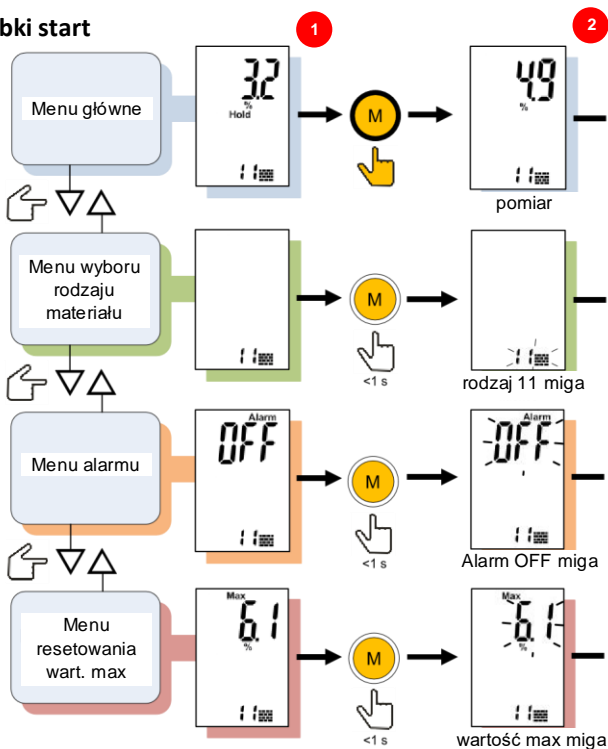 bki start
1
2
Menu główne
3.2
%
Hold
11
M
4.9
%
11
pomiar
Menu wyboru
rodzaju
materiału
11
M
<1 s
11
rodzaj 11 miga
Menu alarmu
Alarm
OFF
11
M
<1 s
Alarm
OFF
11
Alarm OFF miga
Menu
resetowania
wart. max
Max
6.1
%
11
M
<1 s
Max
6.1
%
11
wartość max miga